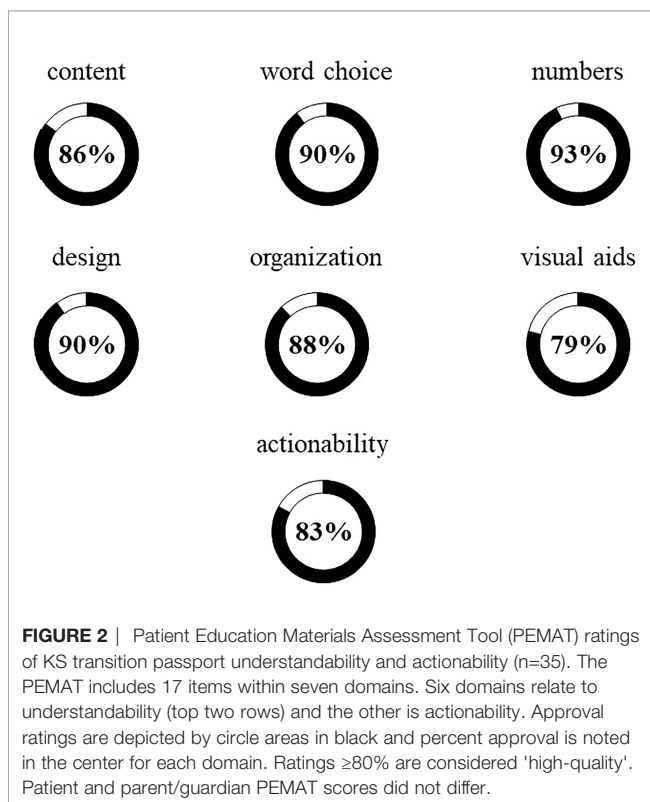 content word choice numbers
86% 90% 93%
design organization visual aids
90% 88% 79%
actionability
83%
FIGURE 2 | Patient Education Materials Assessment Tool (PEMAT) ratings
of KS transition passport understandability and actionability (n=35). The
PEMAT includes 17 items within seven domains. Six domains relate to
understandability (top two rows) and the other is actionability. Approval
ratings are depicted by circle areas in black and percent approval is noted
in the center for each domain. Ratings ≥80% are considered 'high-quality'.
Patient and parent/guardian PEMAT scores did not differ.